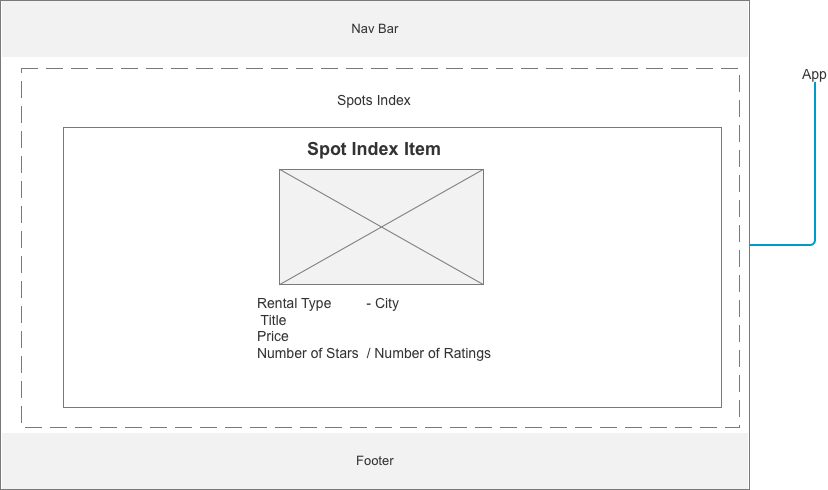 Nav Bar
App
Spots Index
Spot Index Item
Rental Type - City
Title
Price
Number of Stars / Number of Ratings
Footer